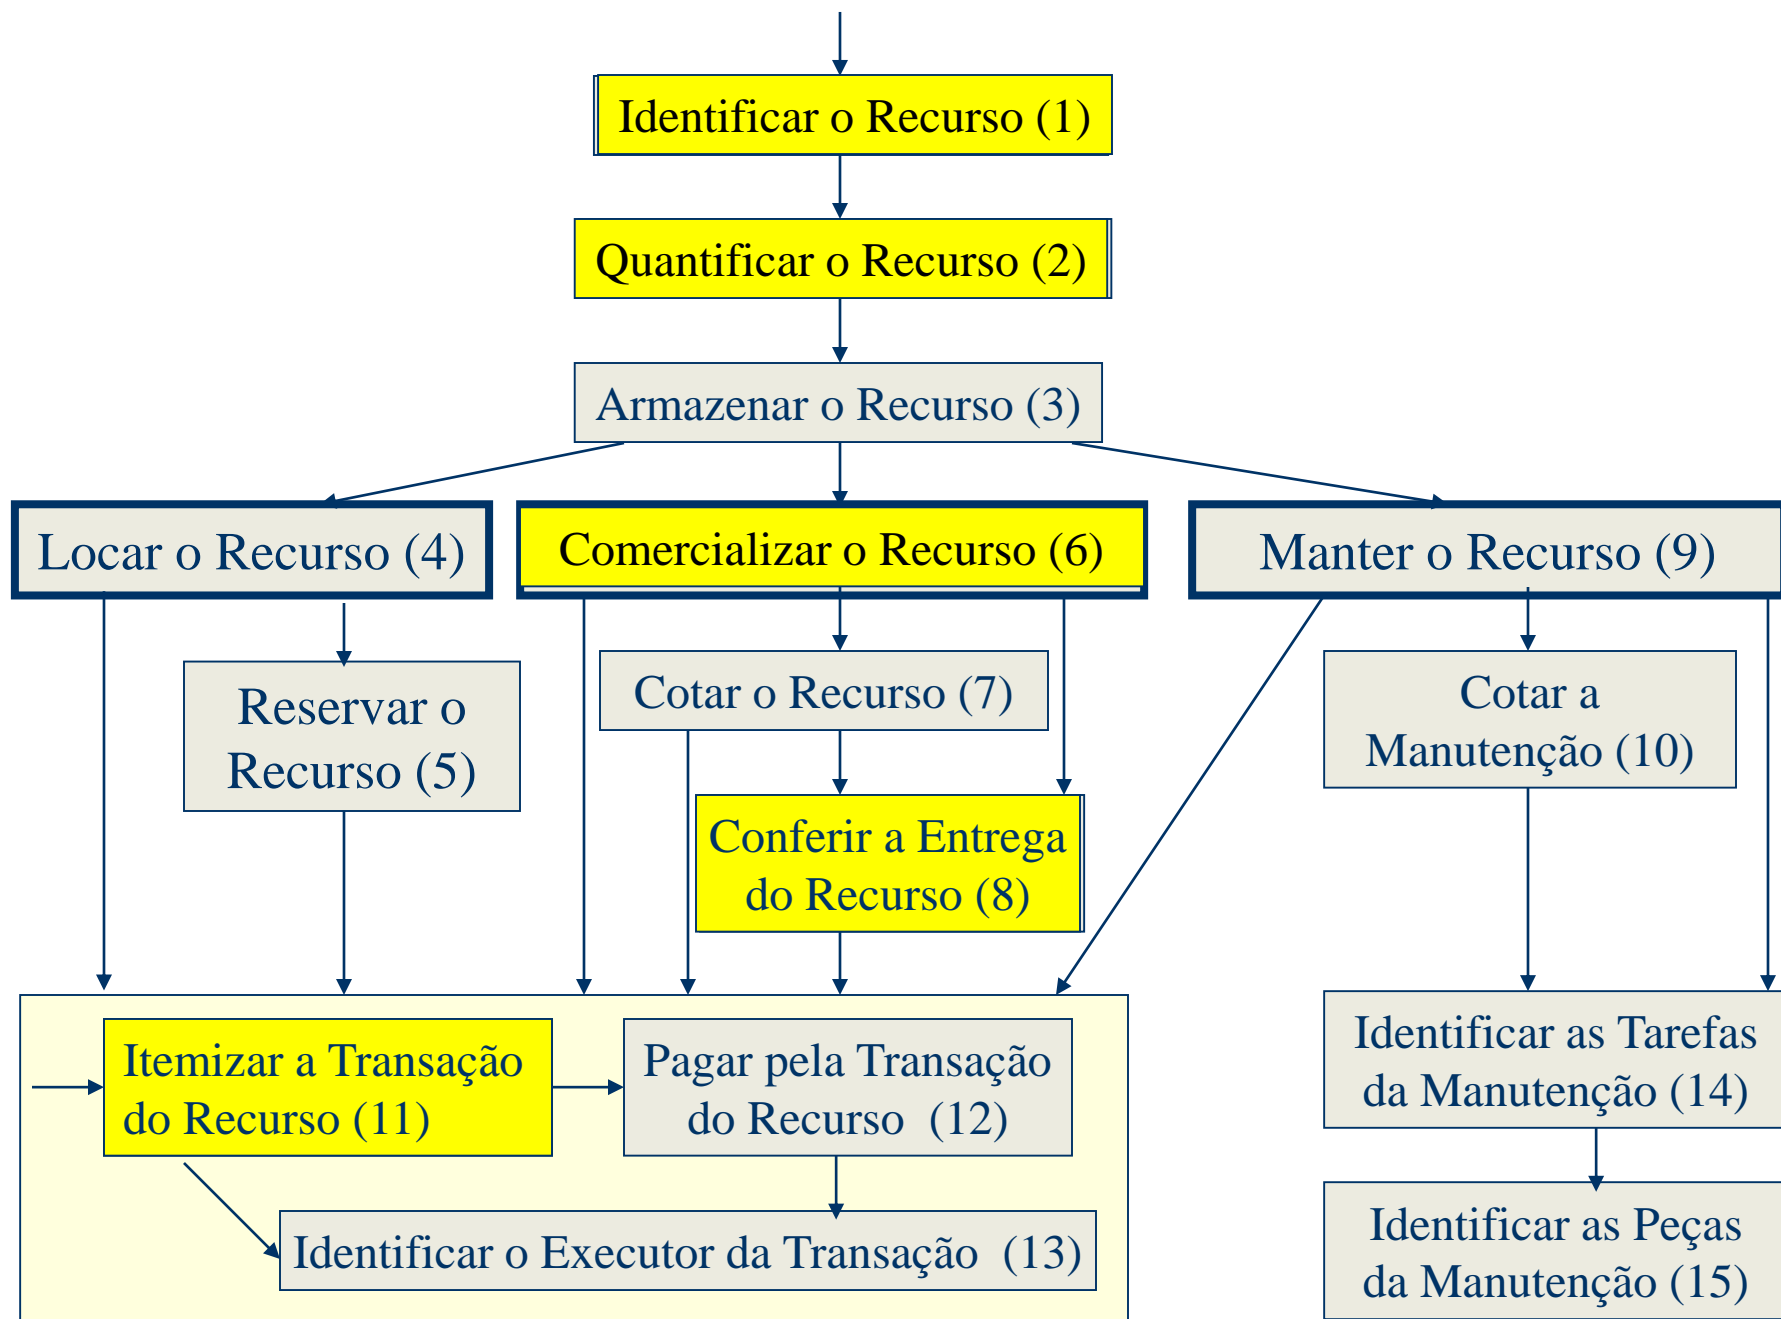 Identificar o Recurso (1)
Quantificar o Recurso (2)
Armazenar o Recurso (3)
Locar o Recurso (4)
Comercializar o Recurso (6)
Manter o Recurso (9)
Reservar o
Recurso (5)
Cotar o Recurso (7)
Cotar a
Manutenção (10)
Conferir a Entrega
do Recurso (8)
Itemizar a Transação
do Recurso (11)
Pagar pela Transação
do Recurso (12)
Identificar as Tarefas
da Manutenção (14)
Identificar o Executor da Transação (13)
Identificar as Peças
da Manutenção (15)